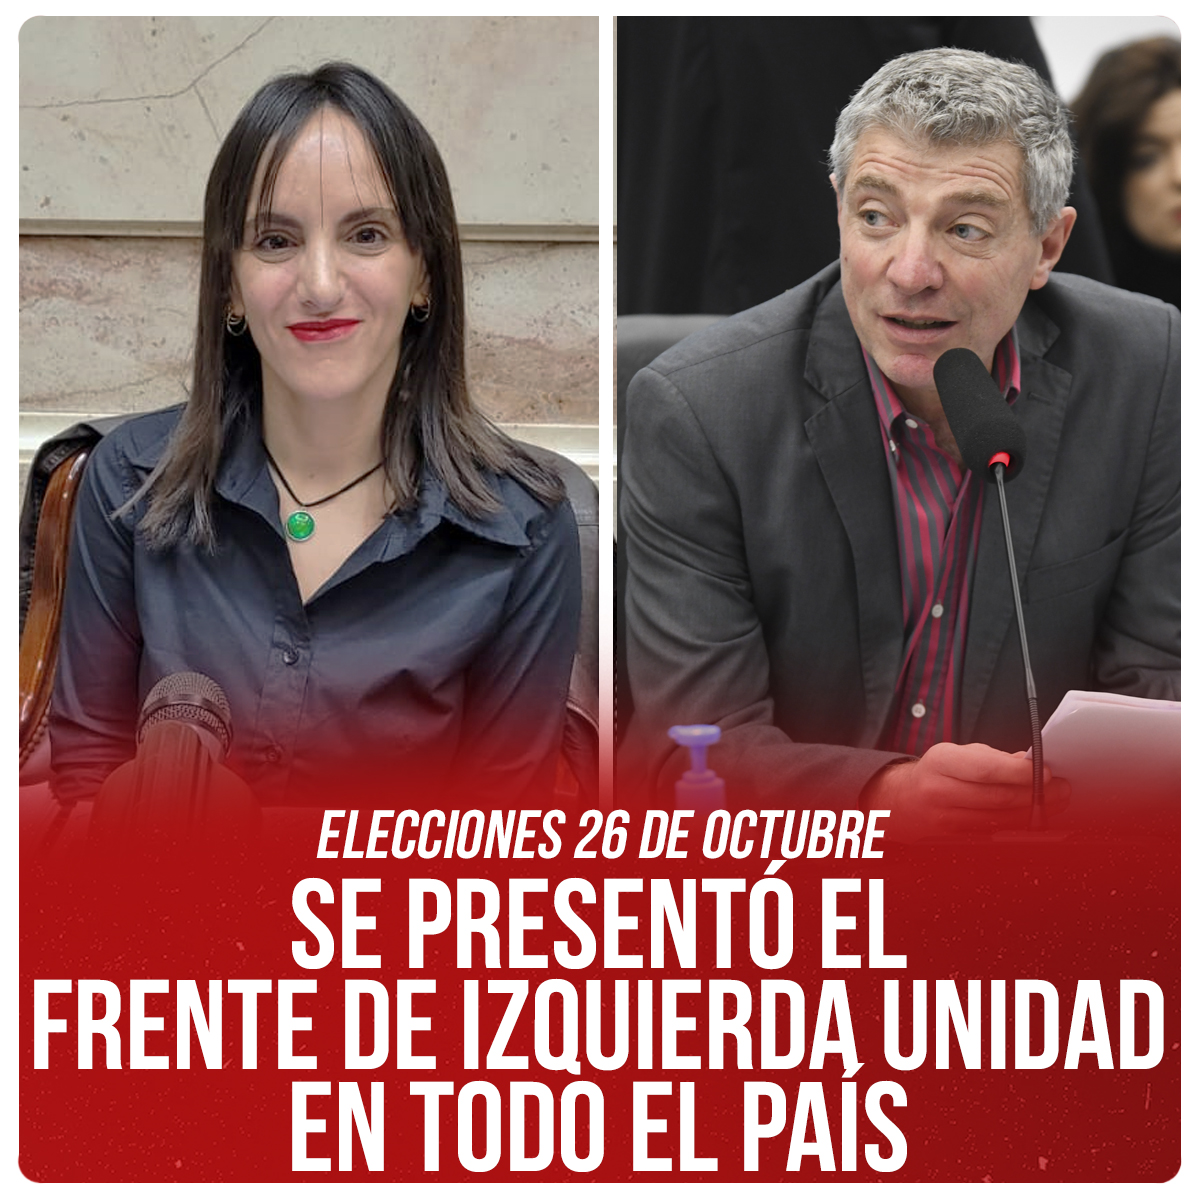 ELECCIONES 26 DE OCTUBRE
SE PRESENTÓ EL
FRENTE DE IZQUIERDA UNIDAD
EN TODO EL PAÍS